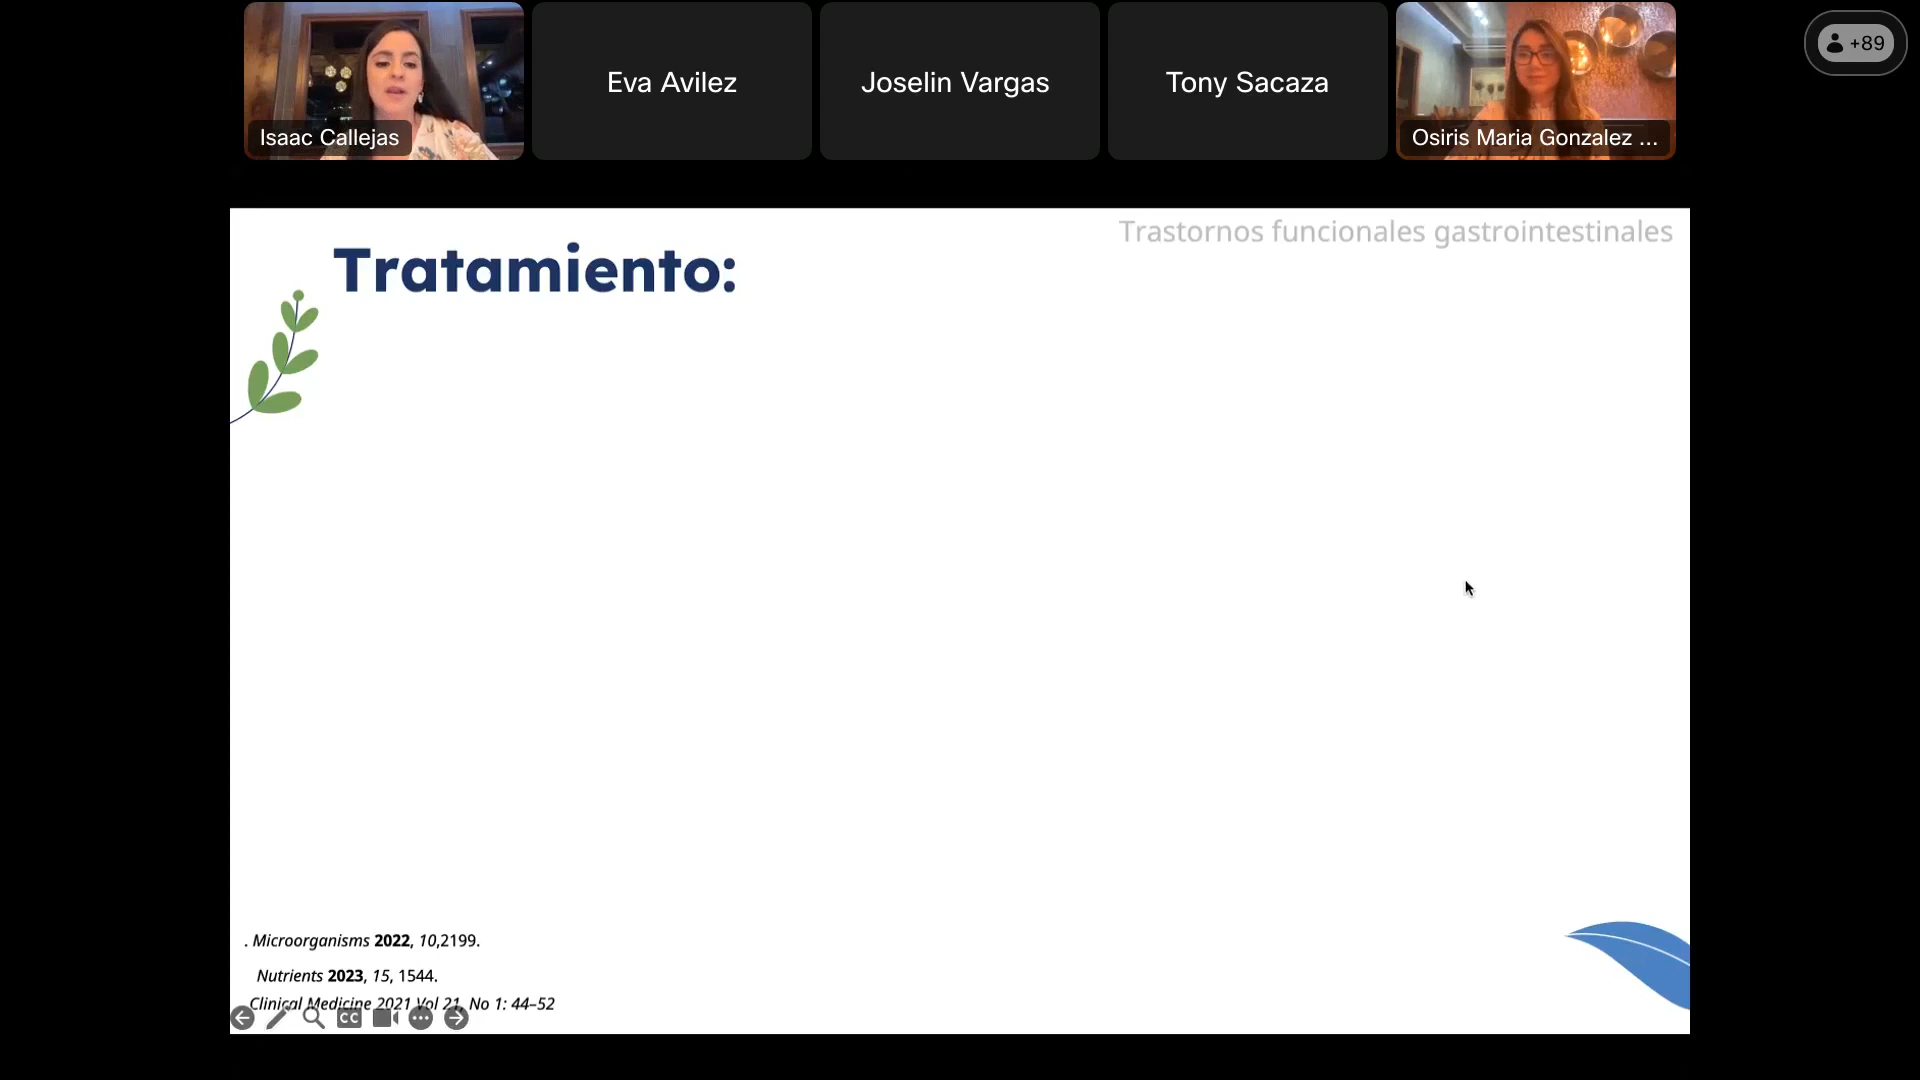 Isaac Callejas
Eva Avilez
Joselin Vargas
Tony Sacaza
Osiris Maria Gonzalez ...
+89
Trastornos funcionales gastrointestinales
Tratamiento:
. Microorganisms 2022, 10,2199.
Nutrients 2023, 15, 1544.
Clinical Medicine 2021 Vol 21, No 1: 44–52
CC